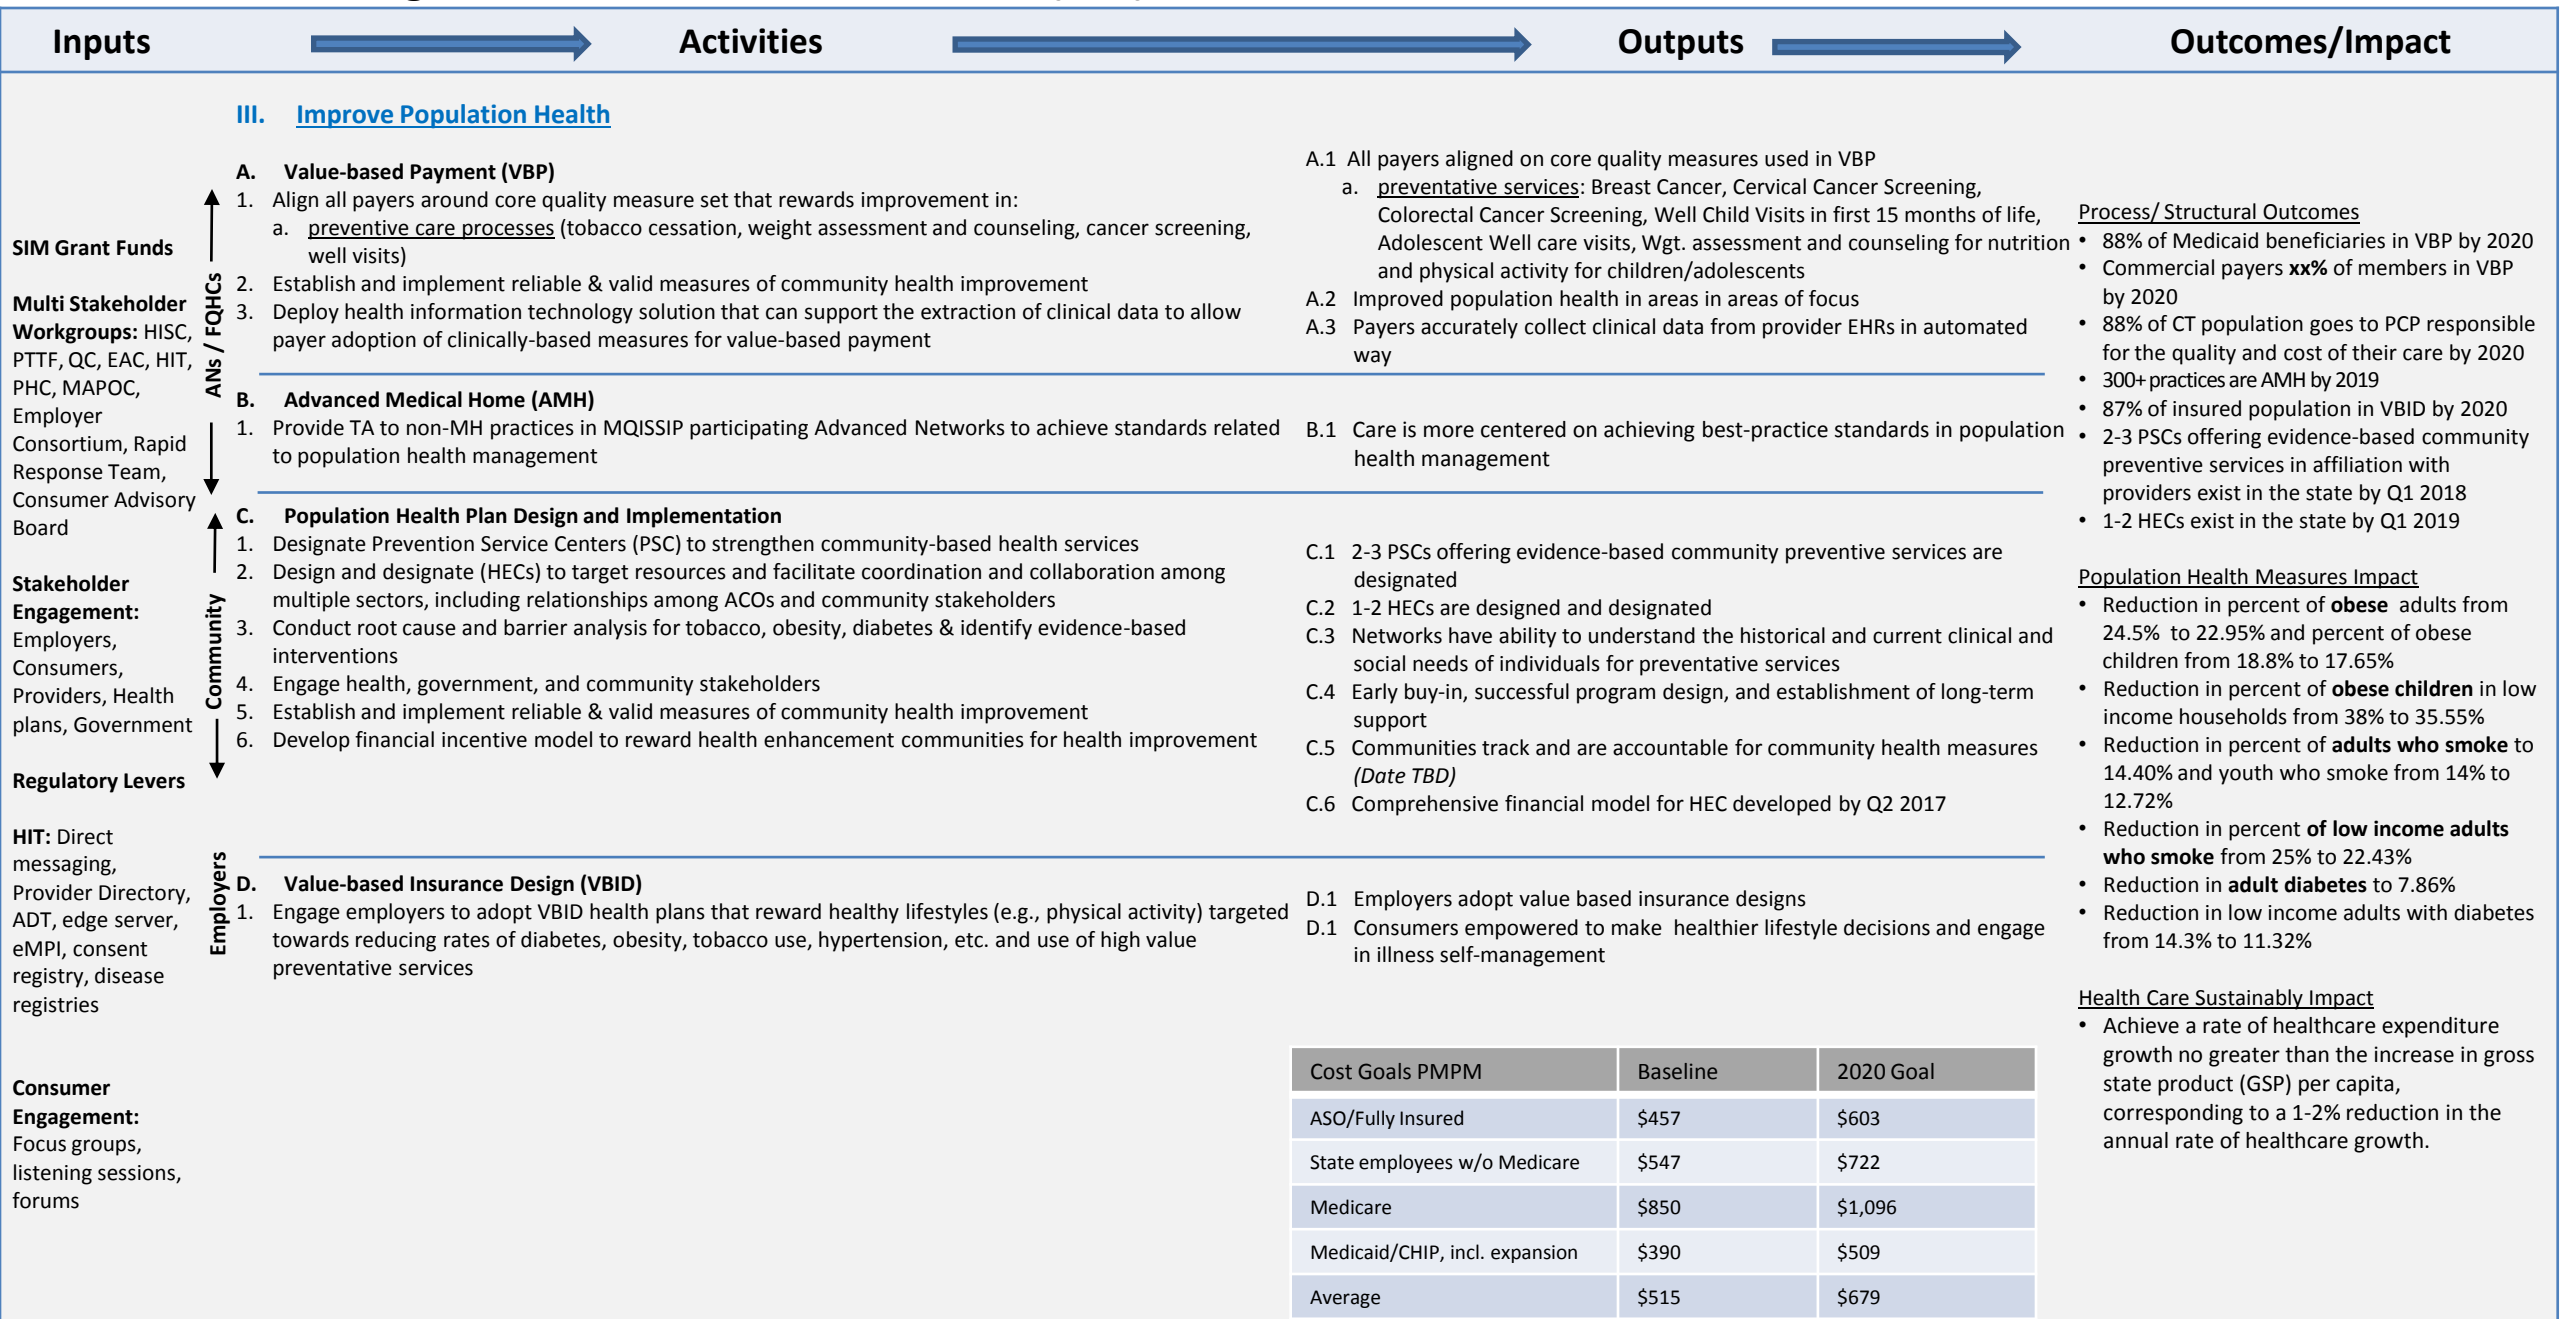 Inputs
Activities
Outputs
Outcomes/Impact
SIM Grant Funds
Multi Stakeholder
Workgroups: HISC,
PTTF, QC, EAC, HIT,
PHC, MAPOC,
Employer
Consortium, Rapid
Response Team,
Consumer Advisory
Board
Stakeholder
Engagement:
Employers,
Consumers,
Providers, Health
plans, Government
Regulatory Levers
HIT: Direct
messaging,
Provider Directory,
ADT, edge server,
eMPI, consent
registry, disease
registries
Consumer
Engagement:
Focus groups,
listening sessions,
forums
ANs / FQHCs
Community
Employers
III. Improve Population Health
A. Value-based Payment (VBP)
1. Align all payers around core quality measure set that rewards improvement in:
a. preventive care processes (tobacco cessation, weight assessment and counseling, cancer screening,
well visits)
2. Establish and implement reliable & valid measures of community health improvement
3. Deploy health information technology solution that can support the extraction of clinical data to allow
payer adoption of clinically-based measures for value-based payment
B. Advanced Medical Home (AMH)
1. Provide TA to non-MH practices in MQISSIP participating Advanced Networks to achieve standards related
to population health management
C. Population Health Plan Design and Implementation
1. Designate Prevention Service Centers (PSC) to strengthen community-based health services
2. Design and designate (HECs) to target resources and facilitate coordination and collaboration among
multiple sectors, including relationships among ACOs and community stakeholders
3. Conduct root cause and barrier analysis for tobacco, obesity, diabetes & identify evidence-based
interventions
4. Engage health, government, and community stakeholders
5. Establish and implement reliable & valid measures of community health improvement
6. Develop financial incentive model to reward health enhancement communities for health improvement
D. Value-based Insurance Design (VBID)
1. Engage employers to adopt VBID health plans that reward healthy lifestyles (e.g., physical activity) targeted
towards reducing rates of diabetes, obesity, tobacco use, hypertension, etc. and use of high value
preventative services
A.1 All payers aligned on core quality measures used in VBP
a. preventative services: Breast Cancer, Cervical Cancer Screening,
Colorectal Cancer Screening, Well Child Visits in first 15 months of life,
Adolescent Well care visits, Wgt. assessment and counseling for nutrition
and physical activity for children/adolescents
A.2 Improved population health in areas in areas of focus
A.3 Payers accurately collect clinical data from provider EHRs in automated
way
B.1 Care is more centered on achieving best-practice standards in population
health management
C.1 2-3 PSCs offering evidence-based community preventive services are
designated
C.2 1-2 HECs are designed and designated
C.3 Networks have ability to understand the historical and current clinical and
social needs of individuals for preventative services
C.4 Early buy-in, successful program design, and establishment of long-term
support
C.5 Communities track and are accountable for community health measures
(Date TBD)
C.6 Comprehensive financial model for HEC developed by Q2 2017
D.1 Employers adopt value based insurance designs
D.1 Consumers empowered to make healthier lifestyle decisions and engage
in illness self-management
Cost Goals PMPM Baseline 2020 Goal
ASO/Fully Insured $457 $603
State employees w/o Medicare $547 $722
Medicare $850 $1,096
Medicaid/CHIP, incl. expansion $390 $509
Average $515 $679
Process/ Structural Outcomes
• 88% of Medicaid beneficiaries in VBP by 2020
• Commercial payers xx% of members in VBP
by 2020
• 88% of CT population goes to PCP responsible
for the quality and cost of their care by 2020
• 300+ practices are AMH by 2019
• 87% of insured population in VBID by 2020
• 2-3 PSCs offering evidence-based community
preventive services in affiliation with
providers exist in the state by Q1 2018
• 1-2 HECs exist in the state by Q1 2019
Population Health Measures Impact
• Reduction in percent of obese adults from
24.5% to 22.95% and percent of obese
children from 18.8% to 17.65%
• Reduction in percent of obese children in low
income households from 38% to 35.55%
• Reduction in percent of adults who smoke to
14.40% and youth who smoke from 14% to
12.72%
• Reduction in percent of low income adults
who smoke from 25% to 22.43%
• Reduction in adult diabetes to 7.86%
• Reduction in low income adults with diabetes
from 14.3% to 11.32%
Health Care Sustainably Impact
• Achieve a rate of healthcare expenditure
growth no greater than the increase in gross
state product (GSP) per capita,
corresponding to a 1-2% reduction in the
annual rate of healthcare growth.